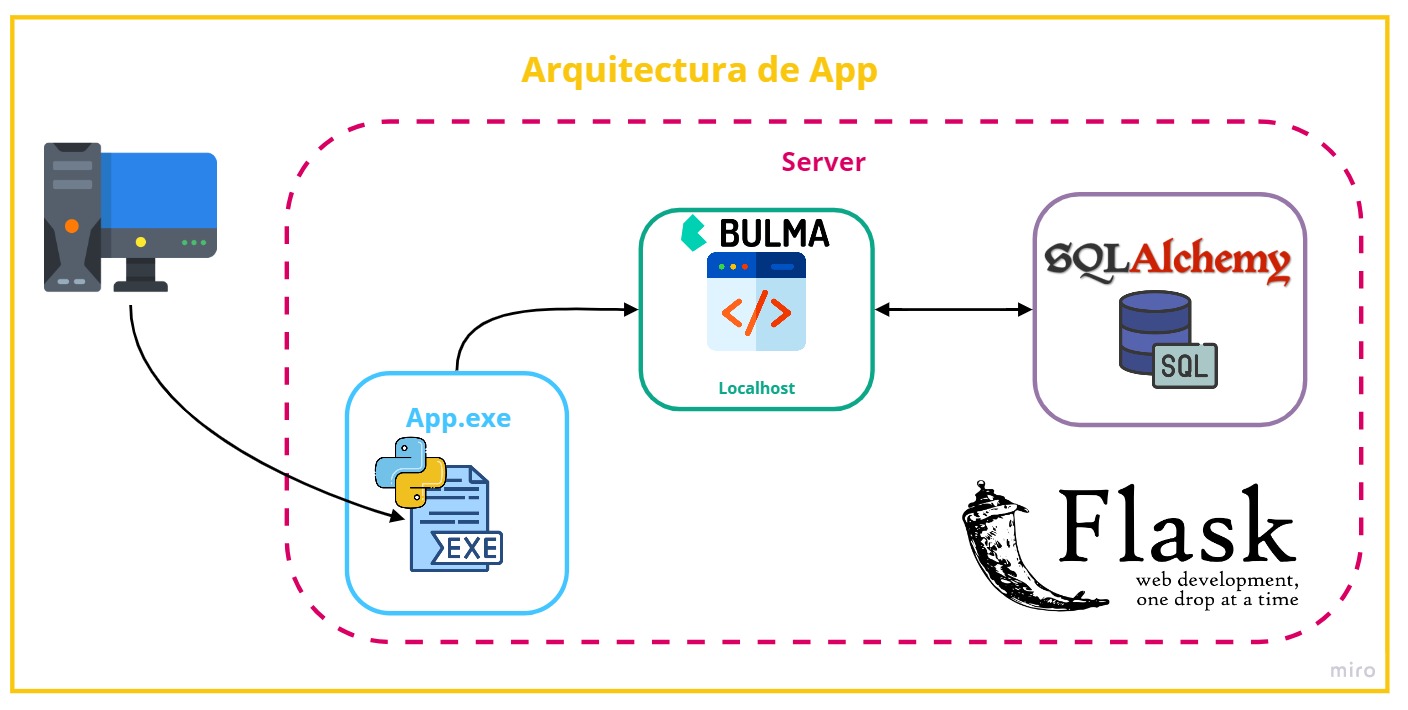 Arquitectura de App
Server
BULMA
</>
Localhost
SQLAlchemy
SQL
App.exe
EXE
Flask
web development,
one drop at a time
miro